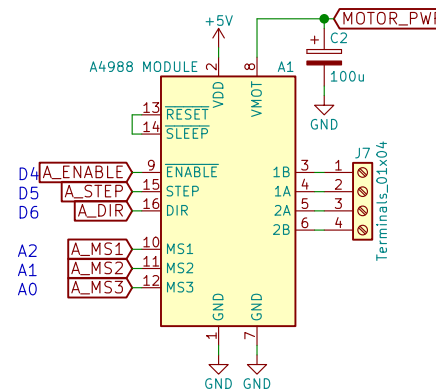 +5V
MOTOR_PWR
C2
+
100u
GND
A4988 MODULE
2
8
A1
VDD
VMOT
13
RESET
14
SLEEP
D4
A_ENABLE
9
ENABLE
D5
A_STEP
15
STEP
D6
A_DIR
16
DIR
A2
A_MS1
10
MS1
A1
A_MS2
11
MS2
A0
A_MS3
12
MS3
1B
3
1
1A
4
2
2A
5
3
2B
6
4
J7
Terminals_01x04
GND
GND
1
7
GND
GND